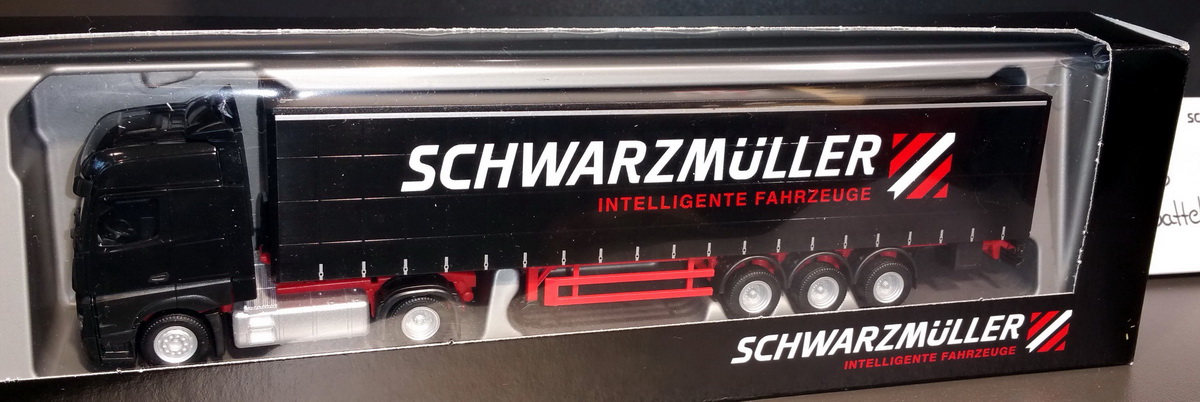 SCHWARZMÜLLER
INTELLIGENTE FAHRZEUGE
SCHWARZMÜLLER
INTELLIGENTE FAHRZEUGE